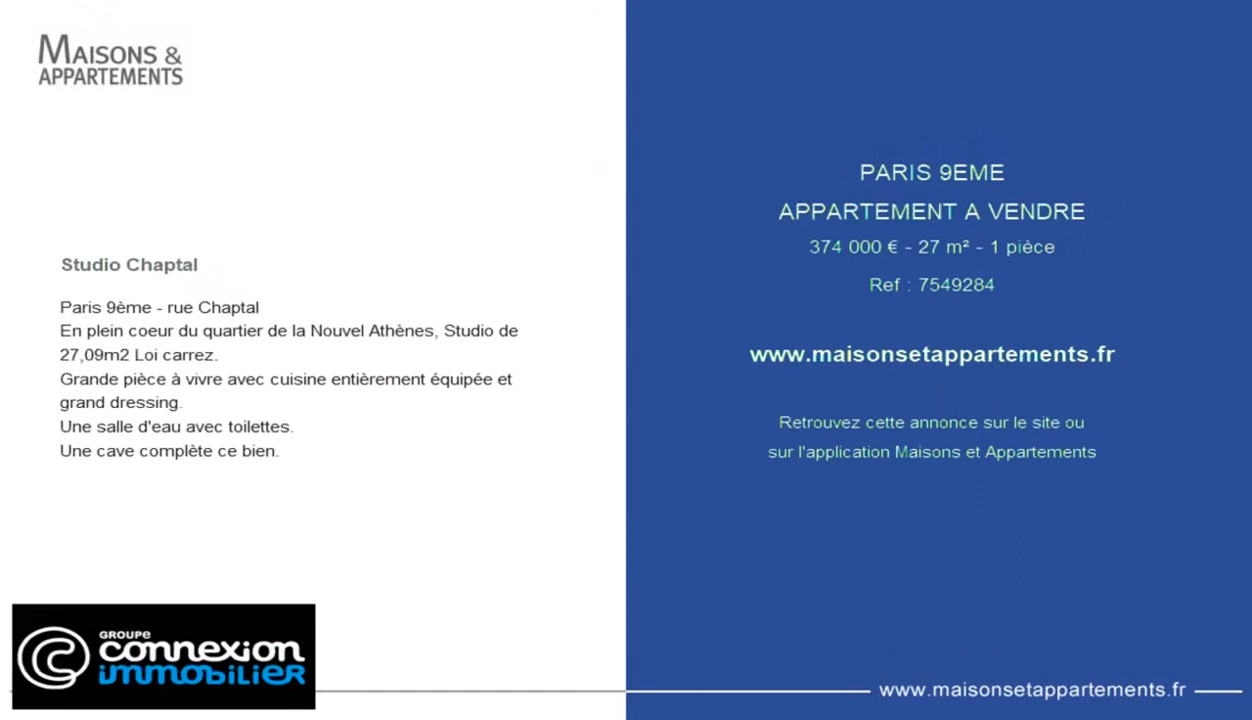 MAISONS &
APPARTEMENTS
Studio Chaptal
Paris 9ème - rue Chaptal
En plein coeur du quartier de la Nouvel Athènes, Studio de
27,09m2 Loi carrez.
Grande pièce à vivre avec cuisine entièrement équipée et
grand dressing.
Une salle d'eau avec toilettes.
Une cave complète ce bien.
GROUPE
connexion
immobilier
PARIS 9EME
APPARTEMENT A VENDRE
374 000 € - 27 m² - 1 pièce
Ref : 7549284
www.maisonsetappartements.fr
Retrouvez cette annonce sur le site ou
sur l'application Maisons et Appartements
www.maisonsetappartements.fr